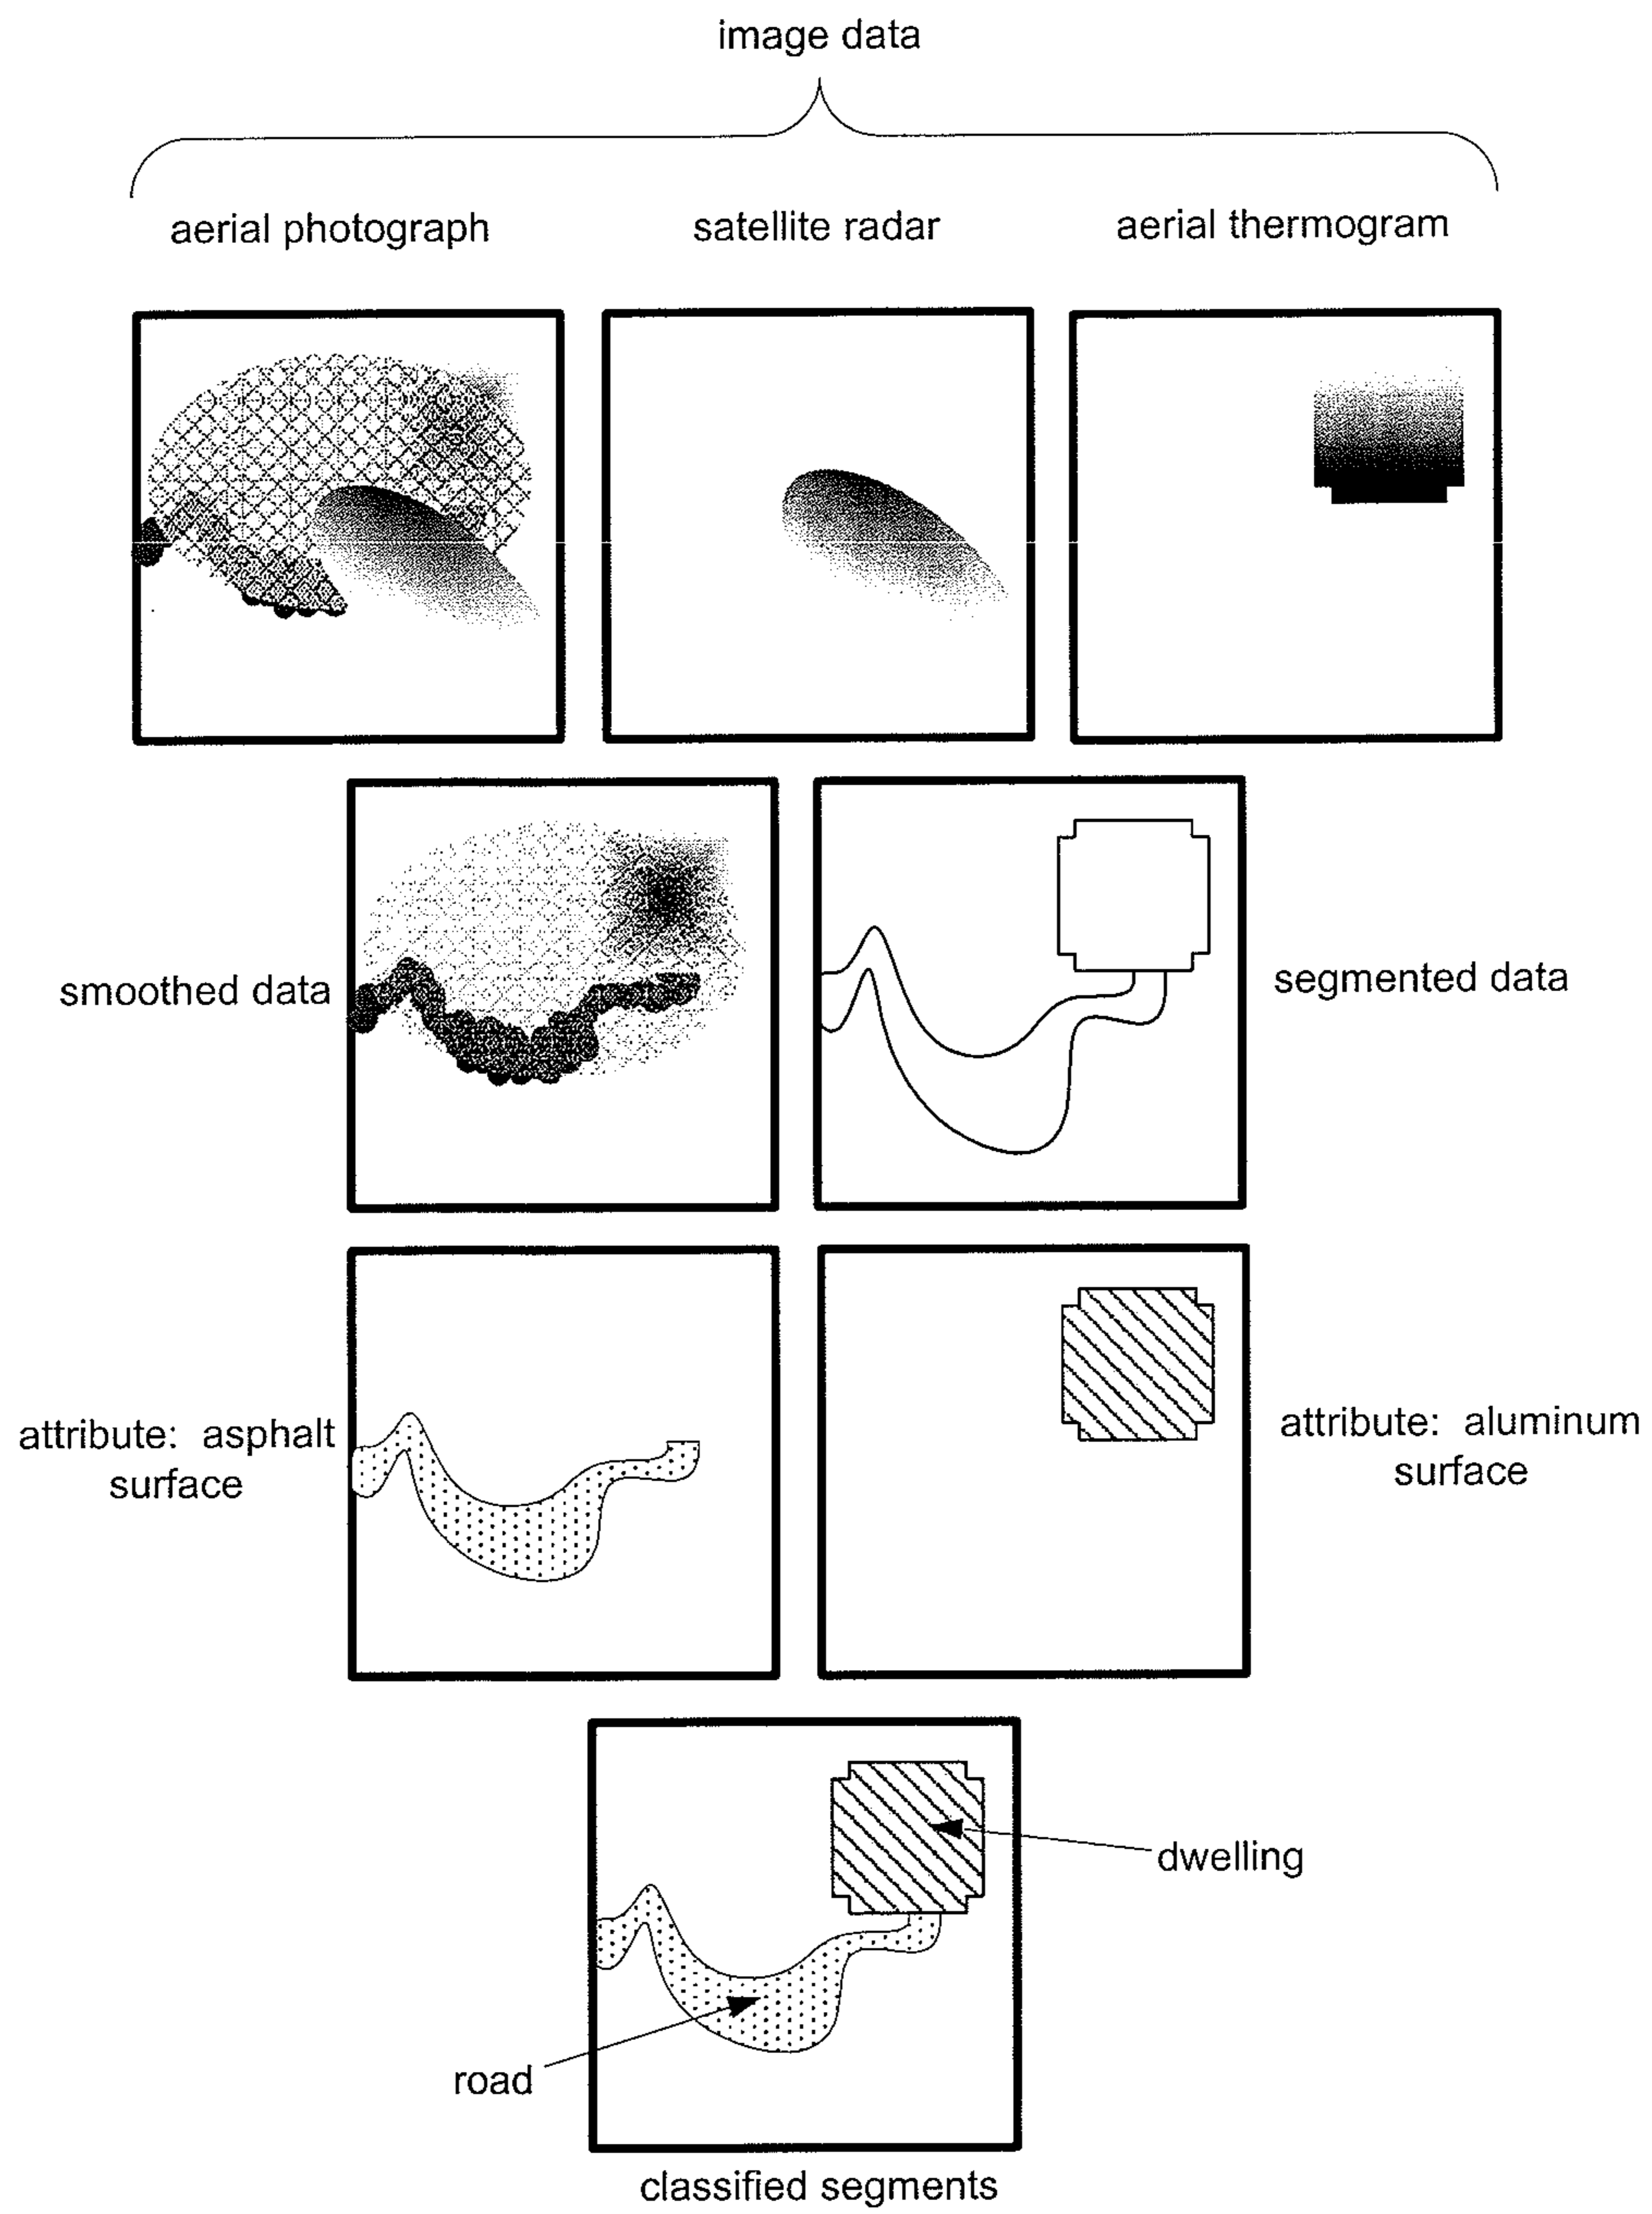 image data
aerial photograph
satellite radar
aerial thermogram
smoothed data
segmented data
attribute: asphalt
surface
attribute: aluminum
surface
dwelling
road
classified segments